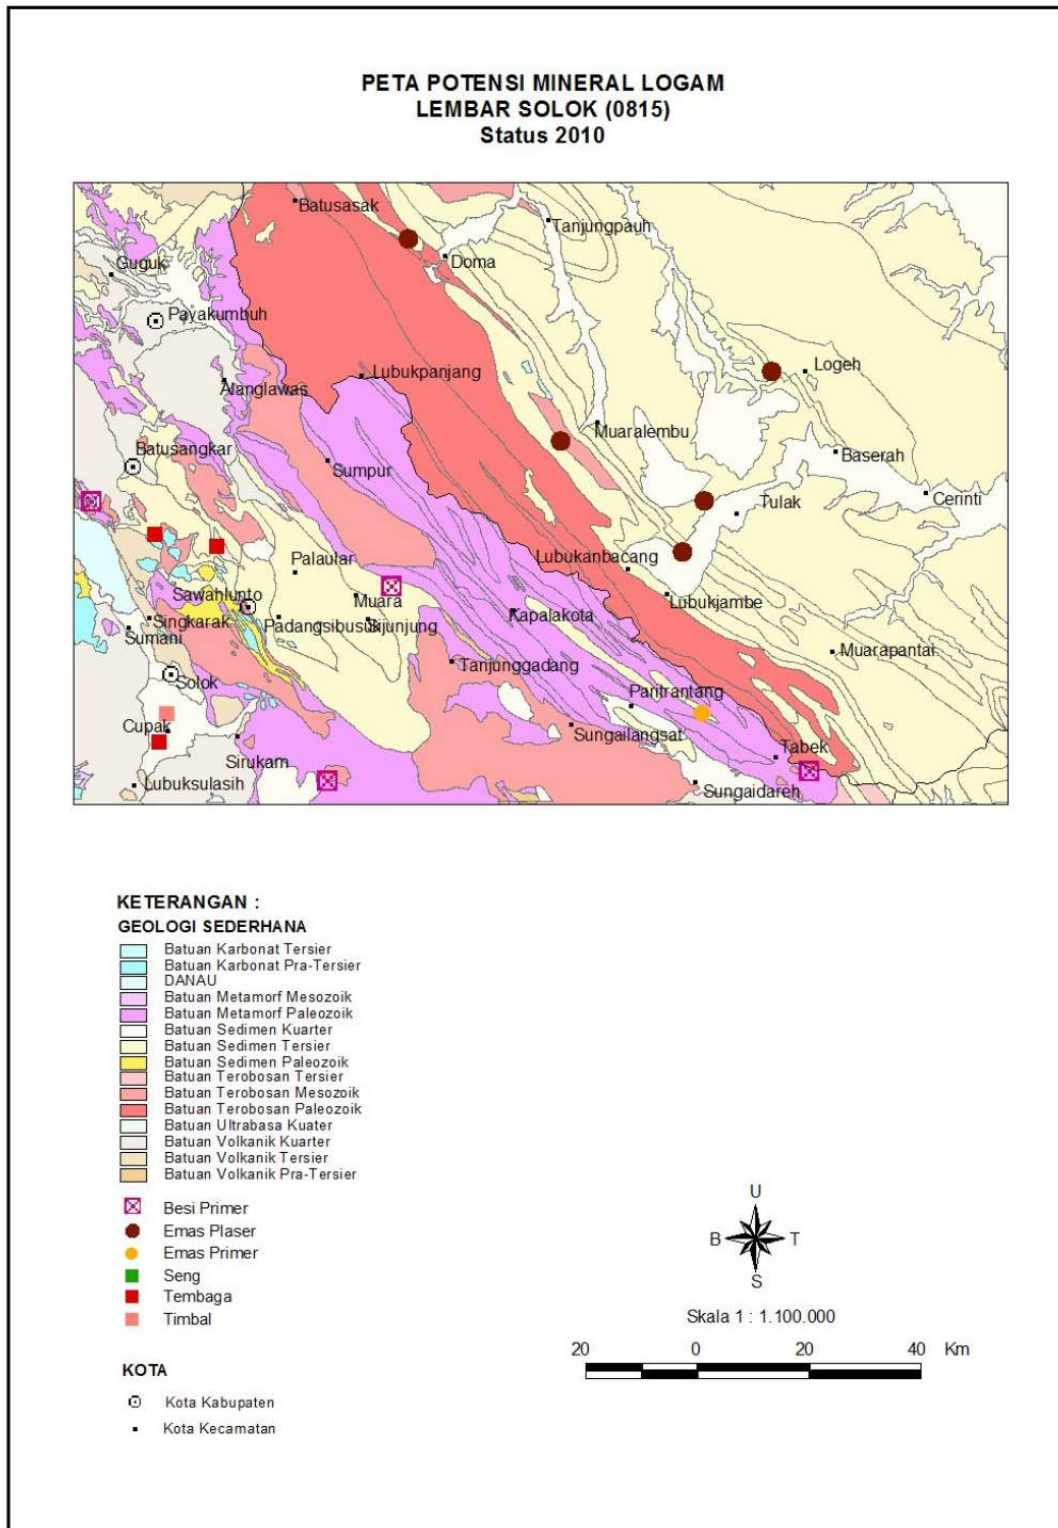 PETA POTENSI MINERAL LOGAM
LEMBAR SOLOK (0815)
Status 2010
Batusasak
Tanjungpauh
Guguk
Doma
Payakumbuh
Logeh
Lubukpanjang
Alanglawas
Muaralembu
Batusangkar
Sumpur
Baserah
Cerinti
Tulak
Lubukanbacang
Palaular
Sawahlunto
Muara
Lubukjambe
Kapalakota
Singkarak
Padangsibusuk
Sijunjung
Sumani
Muarapantai
Tanjunggadang
Solok
Paritrantang
Cupak
Sungailangsat
Sirukam
Tabek
Lubuksulasih
Sungaidareh
KETERANGAN :
GEOLOGI SEDERHANA
Batuan Karbonat Tersier
Batuan Karbonat Pra-Tersier
DANAU
Batuan Metamorf Mesozoik
Batuan Metamorf Paleozoik
Batuan Sedimen Kuarter
Batuan Sedimen Tersier
Batuan Sedimen Paleozoik
Batuan Terobosan Tersier
Batuan Terobosan Mesozoik
Batuan Terobosan Paleozoik
Batuan Ultrabasa Kuater
Batuan Volkanik Kuarter
Batuan Volkanik Tersier
Batuan Volkanik Pra-Tersier
Besi Primer
Emas Plaser
Emas Primer
Seng
Tembaga
Timbal
KOTA
Kota Kabupaten
Kota Kecamatan
U
B T
S
Skala 1 : 1.100.000
20 0 20 40 Km